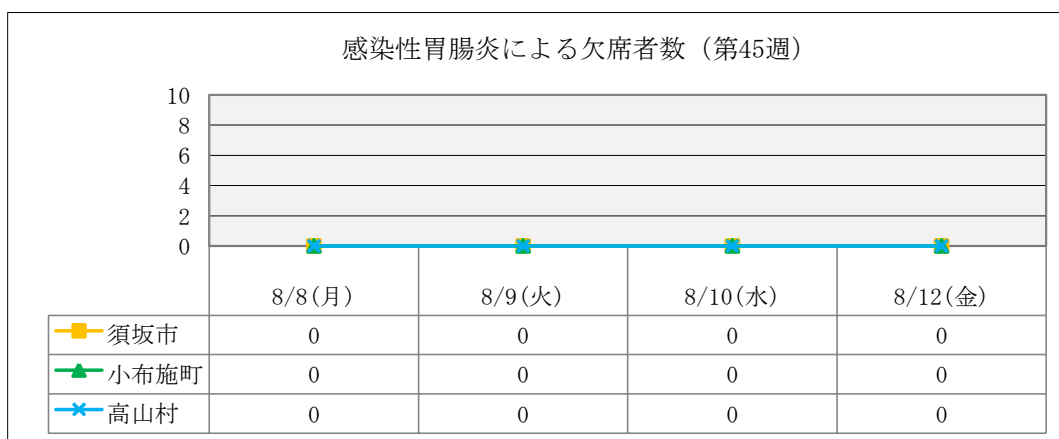 感染性胃腸炎による欠席者数（第45週）
10
8
6
4
2
0
8/8(月) 8/9(火) 8/10(水) 8/12(金)
須坂市 0 0 0 0
小布施町 0 0 0 0
高山村 0 0 0 0